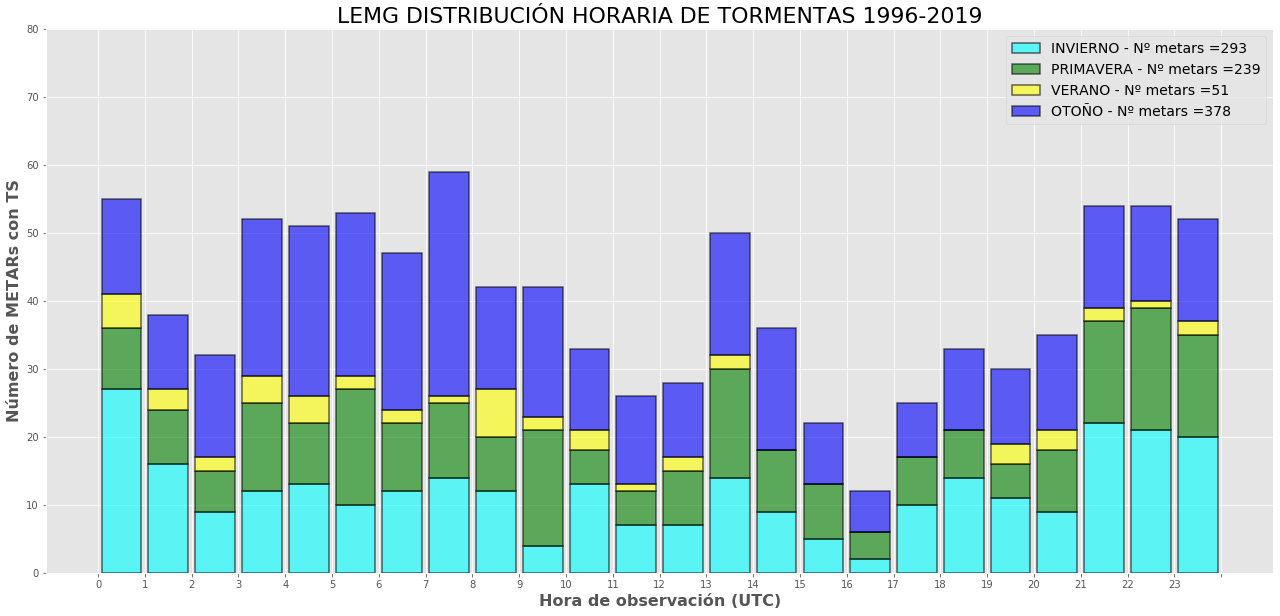 LEMG DISTRIBUCIÓN HORARIA DE TORMENTAS 1996-2019
INVIERNO - Nº metars =293
PRIMAVERA - Nº metars =239
VERANO - Nº metars =51
OTOÑO - Nº metars =378
Número de METARs con TS
80
70
60
50
40
30
20
10
0
0 1 2 3 4 5 6 7 8 9 10 11 12 13 14 15 16 17 18 19 20 21 22 23
Hora de observación (UTC)